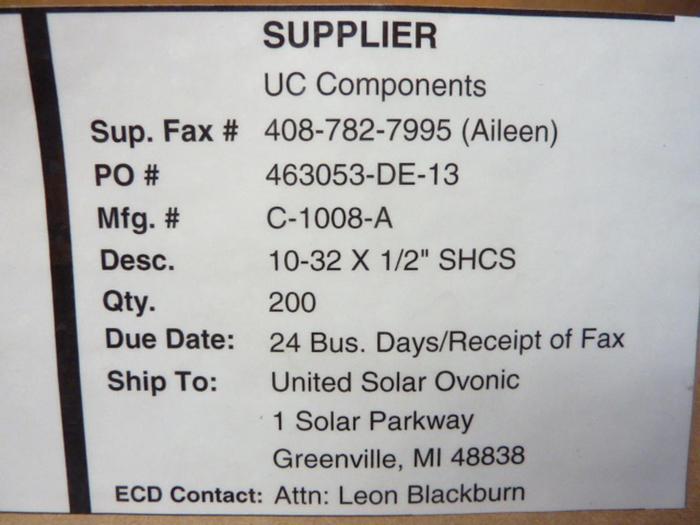 SUPPLIER
UC Components
Sup. Fax # 408-782-7995 (Aileen)
PO # 463053-DE-13
Mfg. # C-1008-A
Desc. 10-32 X 1/2" SHCS
Qty. 200
Due Date: 24 Bus. Days/Receipt of Fax
Ship To: United Solar Ovonic
1 Solar Parkway
Greenville, MI 48838
ECD Contact: Attn: Leon Blackburn